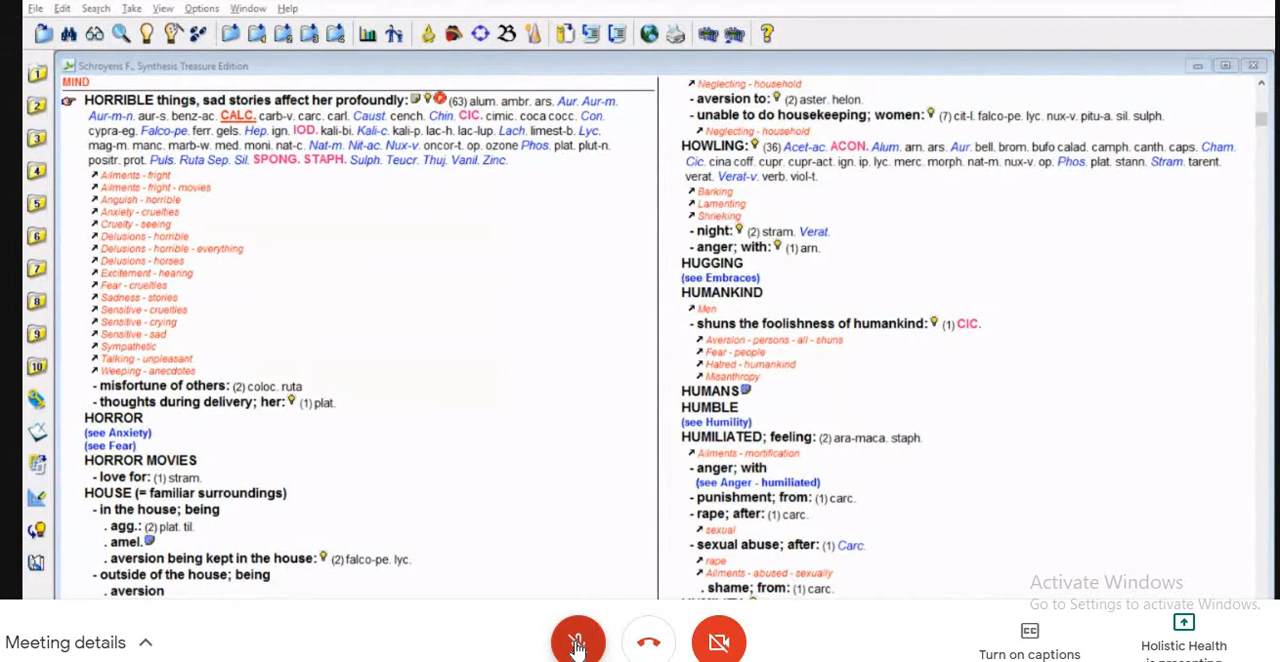 File Edit Search Take View Options Window Help
Schroyens F., Synthesis Treasure Edition
MIND
HORRIBLE things, sad stories affect her profoundly: (63) alum. ambr. ars. Aur. Aur-m.
Aur-m-n. aur-s. benz-ac. CALC. carb-v. carc. carl. Caust. cench. Chin. CIC. cimic. coca cocc. Con.
cypra-eg. Falco-pe. ferr. gels. Hep. ign. IOD. kali-bi. Kali-c. kali-p. lac-h. lac-lup. Lach. limest-b. Lyc.
mag-m. manc. marb-w. med. moni. nat-c. Nat-m. Nit-ac. Nux-v. oncor-t. op. ozone Phos. plat. plut-n.
positr. prot. Puls. Ruta Sep. Sil. SPONG. STAPH. Sulph. Teucr. Thuj. Vanil. Zinc.
Ailments - fright
Ailments - fright - movies
Anguish - horrible
Anxiety - cruelties
Cruelty - seeing
Delusions - horrible
Delusions - horrible - everything
Delusions - horses
Excitement - hearing
Fear - cruelties
Sadness - stories
Sensitive - cruelties
Sensitive - crying
Sensitive - sad
Sympathetic
Talking - unpleasant
Weeping - anecdotes
- misfortune of others: (2) coloc. ruta
- thoughts during delivery; her: (1) plat.
HORROR
(see Anxiety)
(see Fear)
HORROR MOVIES
- love for: (1) stram.
HOUSE (= familiar surroundings)
- in the house; being
. agg.: (2) plat. til.
. amel.
. aversion being kept in the house: (2) falco-pe. lyc.
- outside of the house; being
. aversion
Neglecting - household
- aversion to: (2) aster. helon.
- unable to do housekeeping; women: (7) cit-l. falco-pe. lyc. nux-v. pitu-a. sil. sulph.
Neglecting - household
HOWLING: (36) Acet-ac. ACON. Alum. arn. ars. Aur. bell. brom. bufo calad. camph. canth. caps. Cham.
Cic. cina coff. cupr. cupr-act. ign. ip. lyc. merc. morph. nat-m. nux-v. op. Phos. plat. stann. Stram. tarent.
verat. Verat-v. verb. viol-t.
Barking
Lamenting
Shrieking
- night: (2) stram. Verat.
- anger; with: (1) arn.
HUGGING
(see Embraces)
HUMANKIND
Men
- shuns the foolishness of humankind: (1) CIC.
Aversion - persons - all - shuns
Fear - people
Hatred - humankind
Misanthropy
HUMANS
HUMBLE
(see Humility)
HUMILIATED; feeling: (2) ara-maca. staph.
Ailments - mortification
- anger; with
(see Anger - humiliated)
- punishment; from: (1) carc.
- rape; after: (1) carc.
sexual
- sexual abuse; after: (1) Carc.
rape
Ailments - abused - sexually
. shame; from: (1) carc.
1
2
3
4
5
6
7
8
9
10
Activate Windows
Go to Settings to activate Windows.
Meeting details
CC
Turn on captions
Holistic Health
is presenting